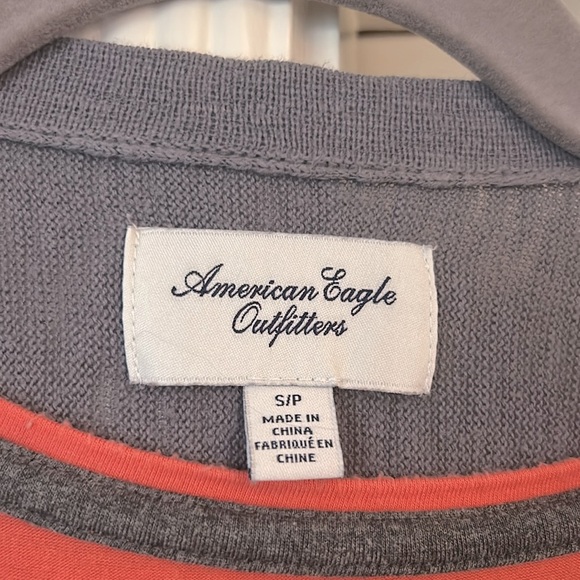 American Eagle
Outfitters
S/P
MADE IN
CHINA
FABRIQUÉ EN
CHINE